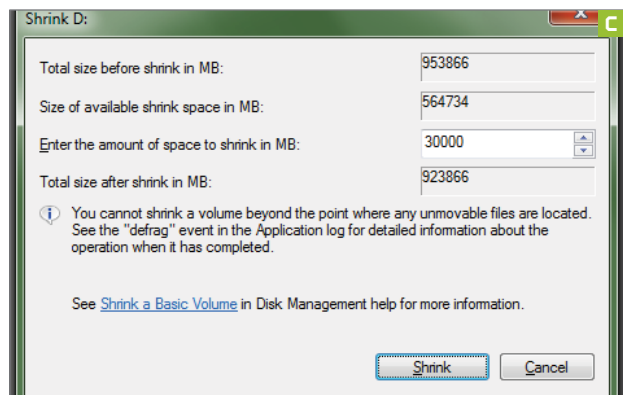 Shrink D:
C
Total size before shrink in MB: 953866
Size of available shrink space in MB: 564734
Enter the amount of space to shrink in MB: 30000
Total size after shrink in MB: 923866
You cannot shrink a volume beyond the point where any unmovable files are located.
See the "defrag" event in the Application log for detailed information about the
operation when it has completed.
See Shrink a Basic Volume in Disk Management help for more information.
Shrink Cancel